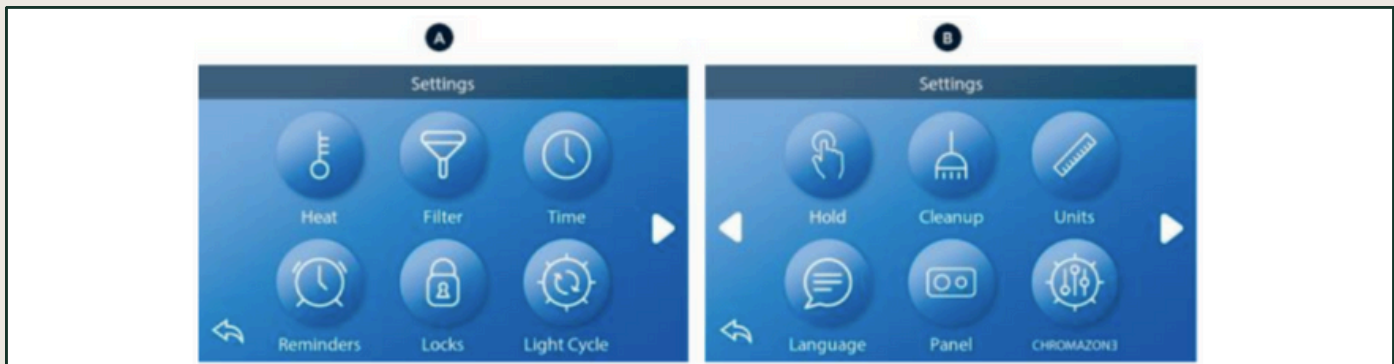 A
B
Settings
Heat
Filter
Time
Reminders
Locks
Light Cycle
Settings
Hold
Cleanup
Units
Language
Panel
CHROMAZON3